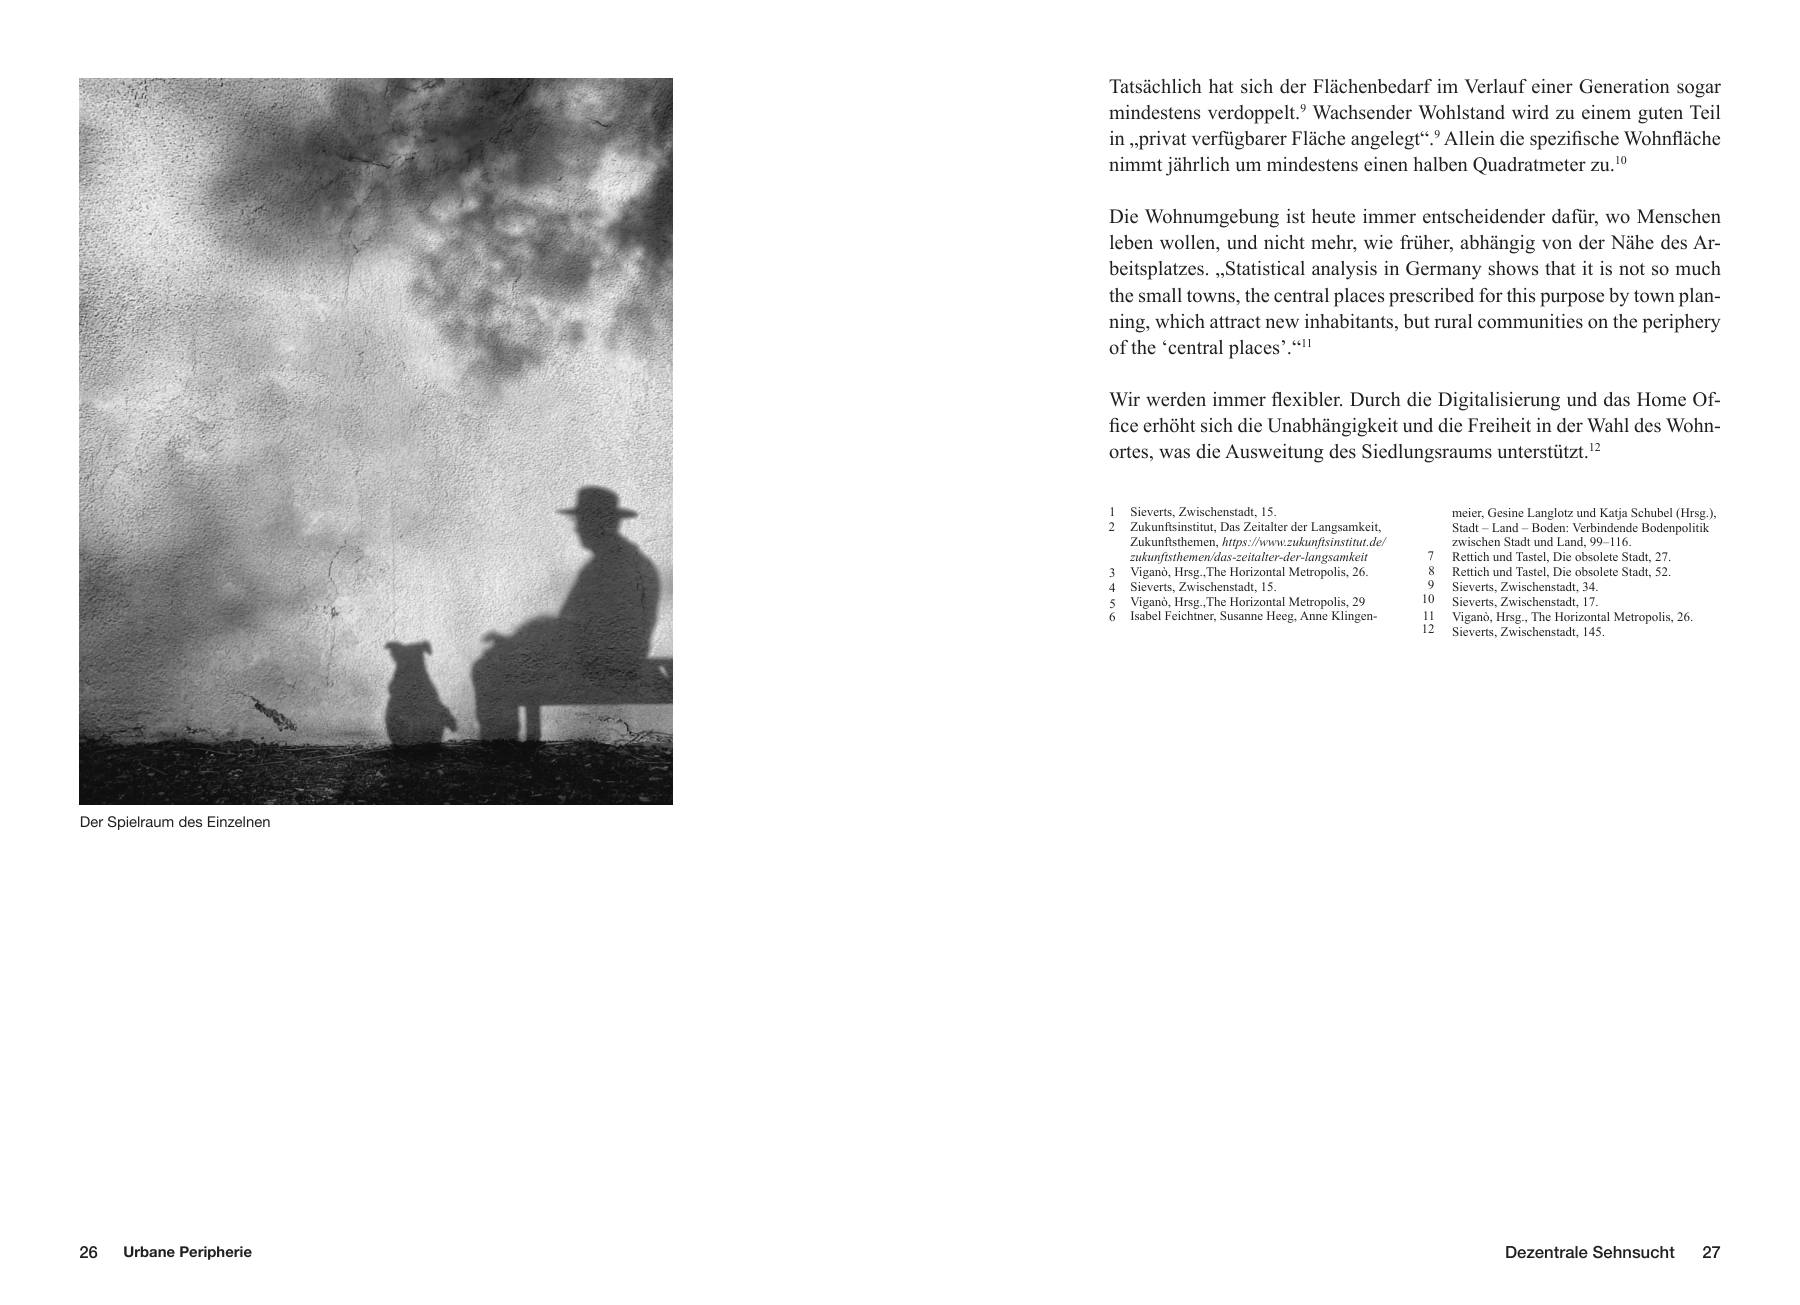 Der Spielraum des Einzelnen
26 Urbane Peripherie
Tatsächlich hat sich der Flächenbedarf im Verlauf einer Generation sogar
mindestens verdoppelt.⁹ Wachsender Wohlstand wird zu einem guten Teil
in „privat verfügbarer Fläche angelegt“.⁹ Allein die spezifische Wohnfläche
nimmt jährlich um mindestens einen halben Quadratmeter zu.¹⁰
Die Wohnumgebung ist heute immer entscheidender dafür, wo Menschen
leben wollen, und nicht mehr, wie früher, abhängig von der Nähe des Ar-
beitsplatzes. „Statistical analysis in Germany shows that it is not so much
the small towns, the central places prescribed for this purpose by town plan-
ning, which attract new inhabitants, but rural communities on the periphery
of the ‘central places’.“¹¹
Wir werden immer flexibler. Durch die Digitalisierung und das Home Of-
fice erhöht sich die Unabhängigkeit und die Freiheit in der Wahl des Wohn-
ortes, was die Ausweitung des Siedlungsraums unterstützt.¹²
1 Sieverts, Zwischenstadt, 15.
2 Zukunftsinstitut, Das Zeitalter der Langsamkeit,
Zukunftsthemen, https://www.zukunftsinstitut.de/
zukunftsthemen/das-zeitalter-der-langsamkeit
3 Viganò, Hrsg.,The Horizontal Metropolis, 26.
4 Sieverts, Zwischenstadt, 15.
5 Viganò, Hrsg.,The Horizontal Metropolis, 29
6 Isabel Feichtner, Susanne Heeg, Anne Klingen-
meier, Gesine Langlotz und Katja Schubel (Hrsg.),
Stadt – Land – Boden: Verbindende Bodenpolitik
zwischen Stadt und Land, 99–116.
7 Rettich und Tastel, Die obsolete Stadt, 27.
8 Rettich und Tastel, Die obsolete Stadt, 52.
9 Sieverts, Zwischenstadt, 34.
10 Sieverts, Zwischenstadt, 17.
11 Viganò, Hrsg., The Horizontal Metropolis, 26.
12 Sieverts, Zwischenstadt, 145.
Dezentrale Sehnsucht 27